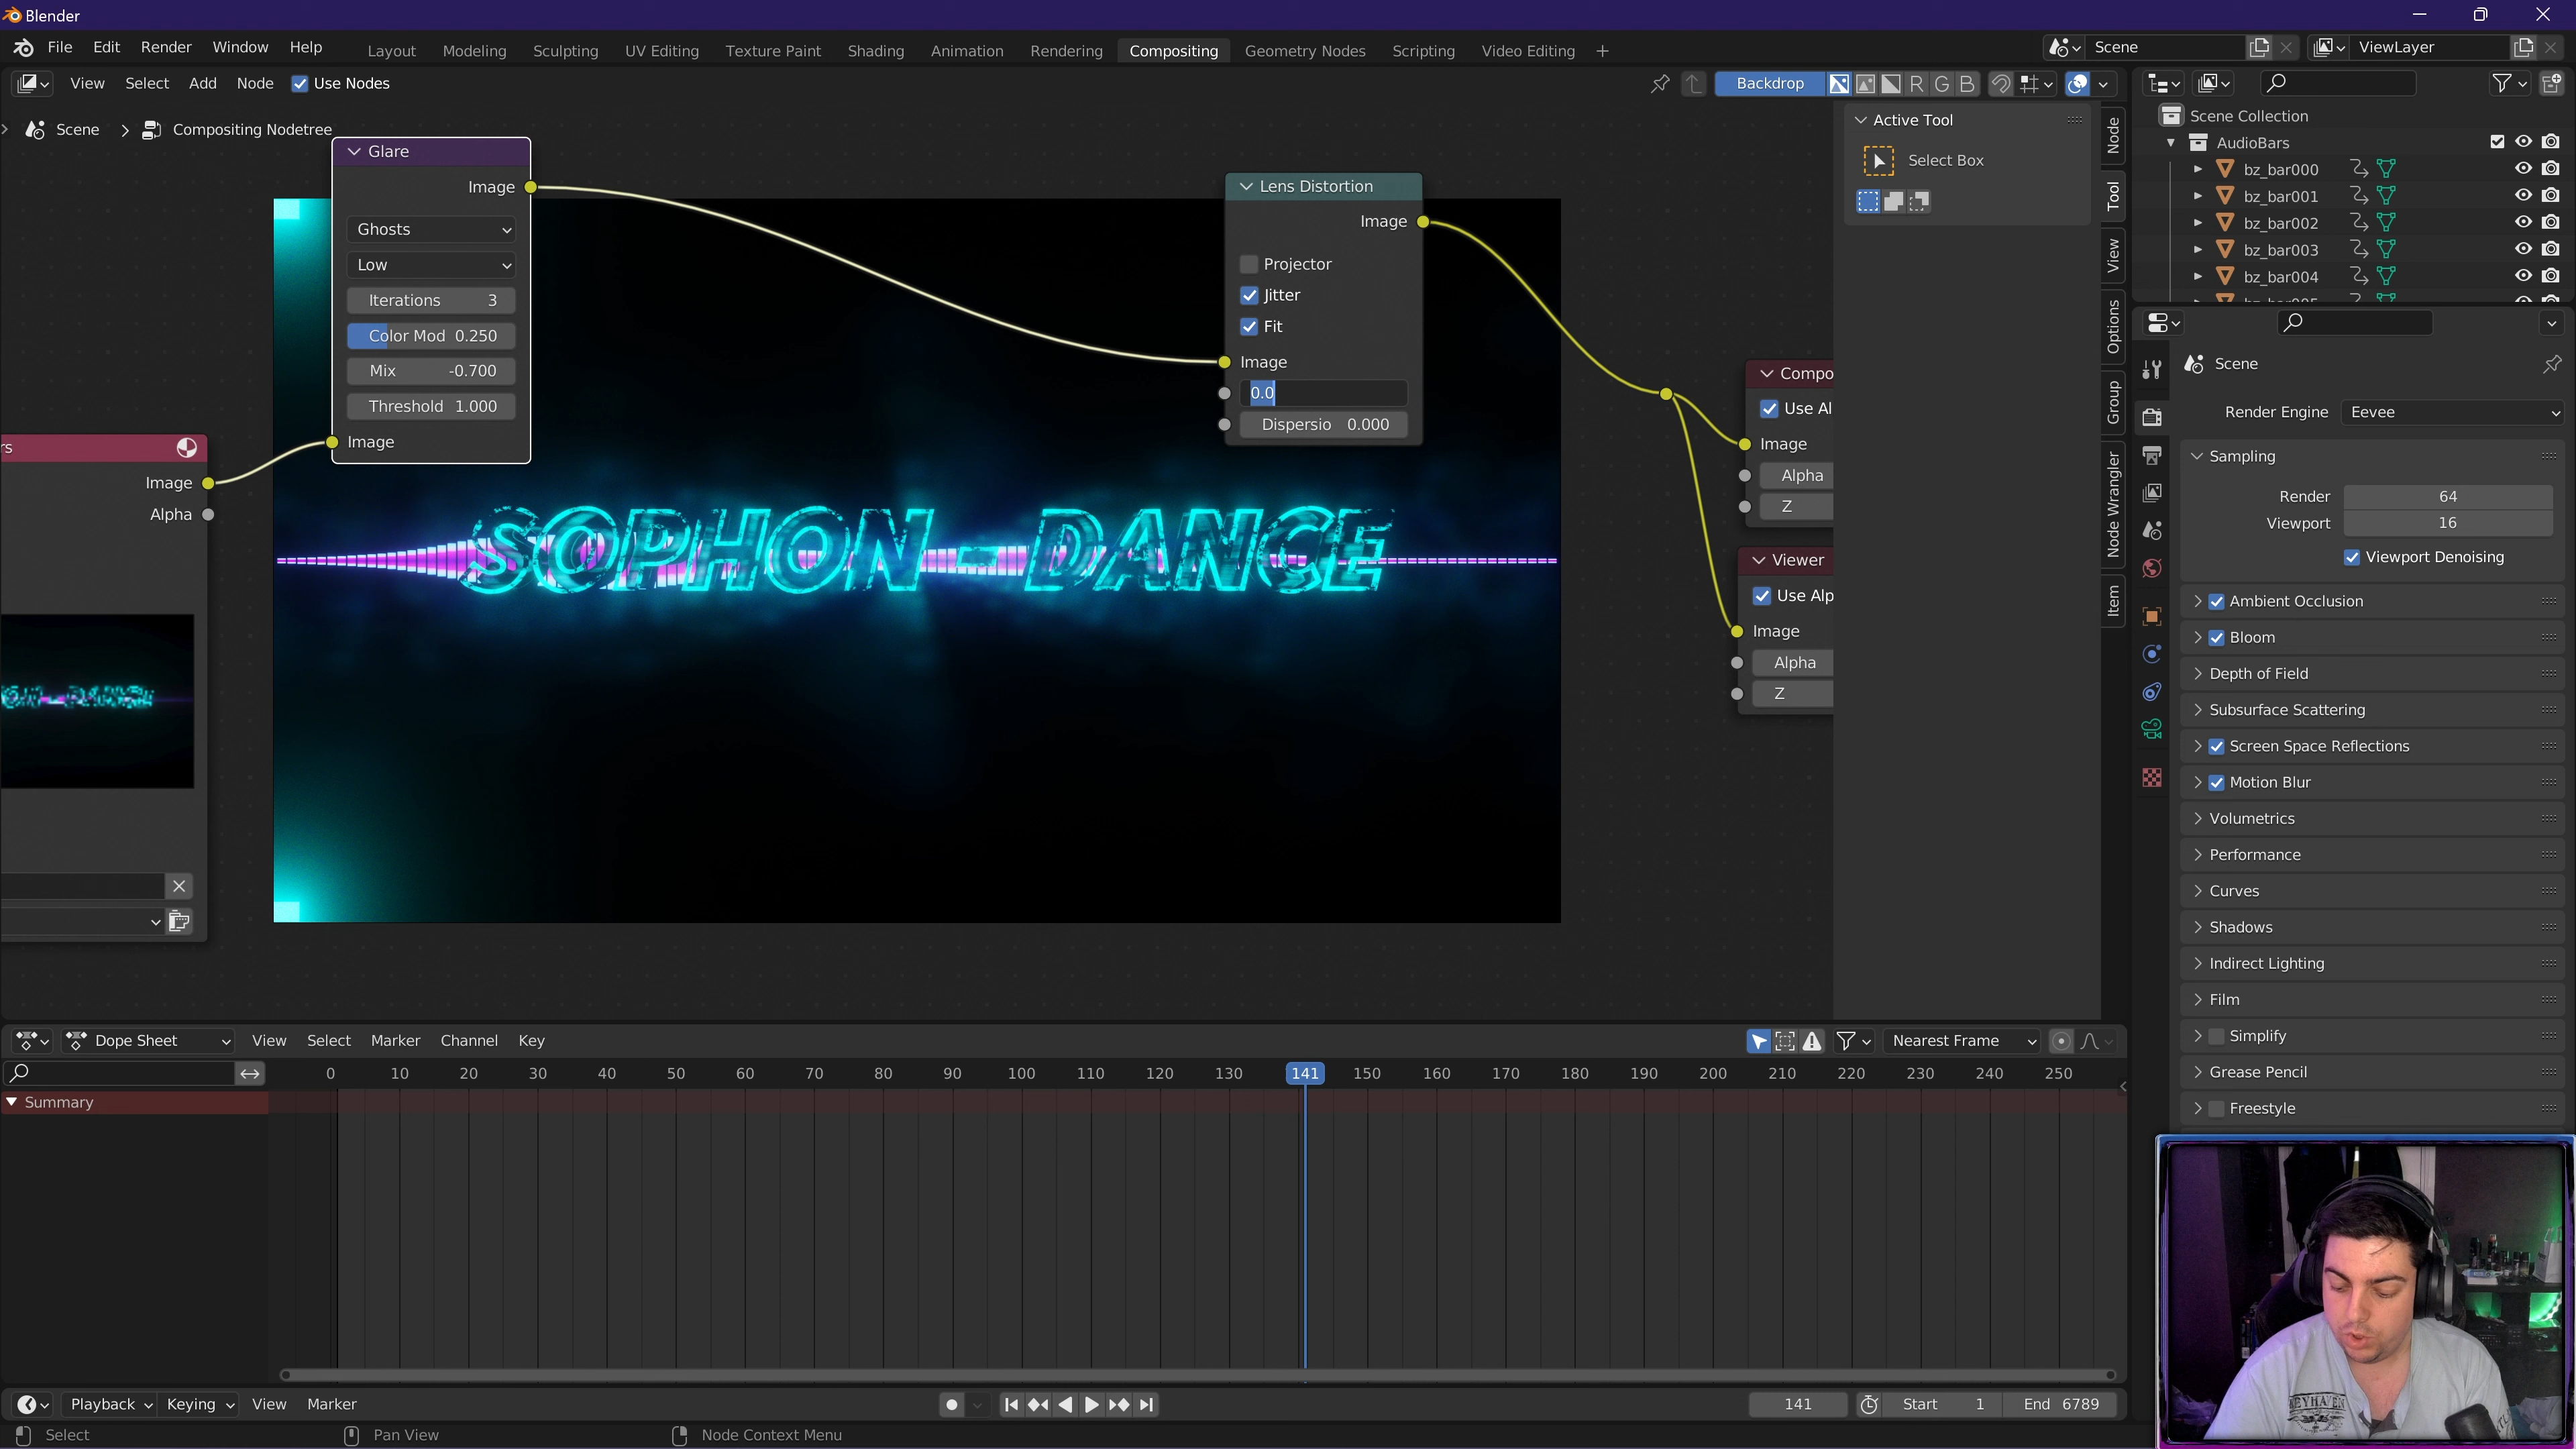 Blender
File Edit Render Window Help
Layout Modeling Sculpting UV Editing Texture Paint Shading Animation Rendering Compositing Geometry Nodes Scripting Video Editing +
Scene
ViewLayer
View Select Add Node Use Nodes
Backdrop R G B
Scene > Compositing Nodetree
Glare
Image
Ghosts
Low
Iterations 3
Color Mod 0.250
Mix -0.700
Threshold 1.000
Image
rs
Image
Alpha
Lens Distortion
Image
Projector
Jitter
Fit
Image
0.0
Dispersio 0.000
Compo
Use Al
Image
Alpha
Z
Viewer
Use Alp
Image
Alpha
Z
SOPHON - DANCE
Active Tool
Select Box
Node
Tool
View
Options
Group
Node Wrangler
Item
Scene Collection
AudioBars
bz_bar000
bz_bar001
bz_bar002
bz_bar003
bz_bar004
bz_bar005
Scene
Render Engine Eevee
Sampling
Render 64
Viewport 16
Viewport Denoising
Ambient Occlusion
Bloom
Depth of Field
Subsurface Scattering
Screen Space Reflections
Motion Blur
Volumetrics
Performance
Curves
Shadows
Indirect Lighting
Film
Simplify
Grease Pencil
Freestyle
Dope Sheet View Select Marker Channel Key
Nearest Frame
0 10 20 30 40 50 60 70 80 90 100 110 120 130 141 150 160 170 180 190 200 210 220 230 240 250
Summary
Playback Keying View Marker
141
Start 1
End 6789
Select
Pan View
Node Context Menu
KEYHAVEN